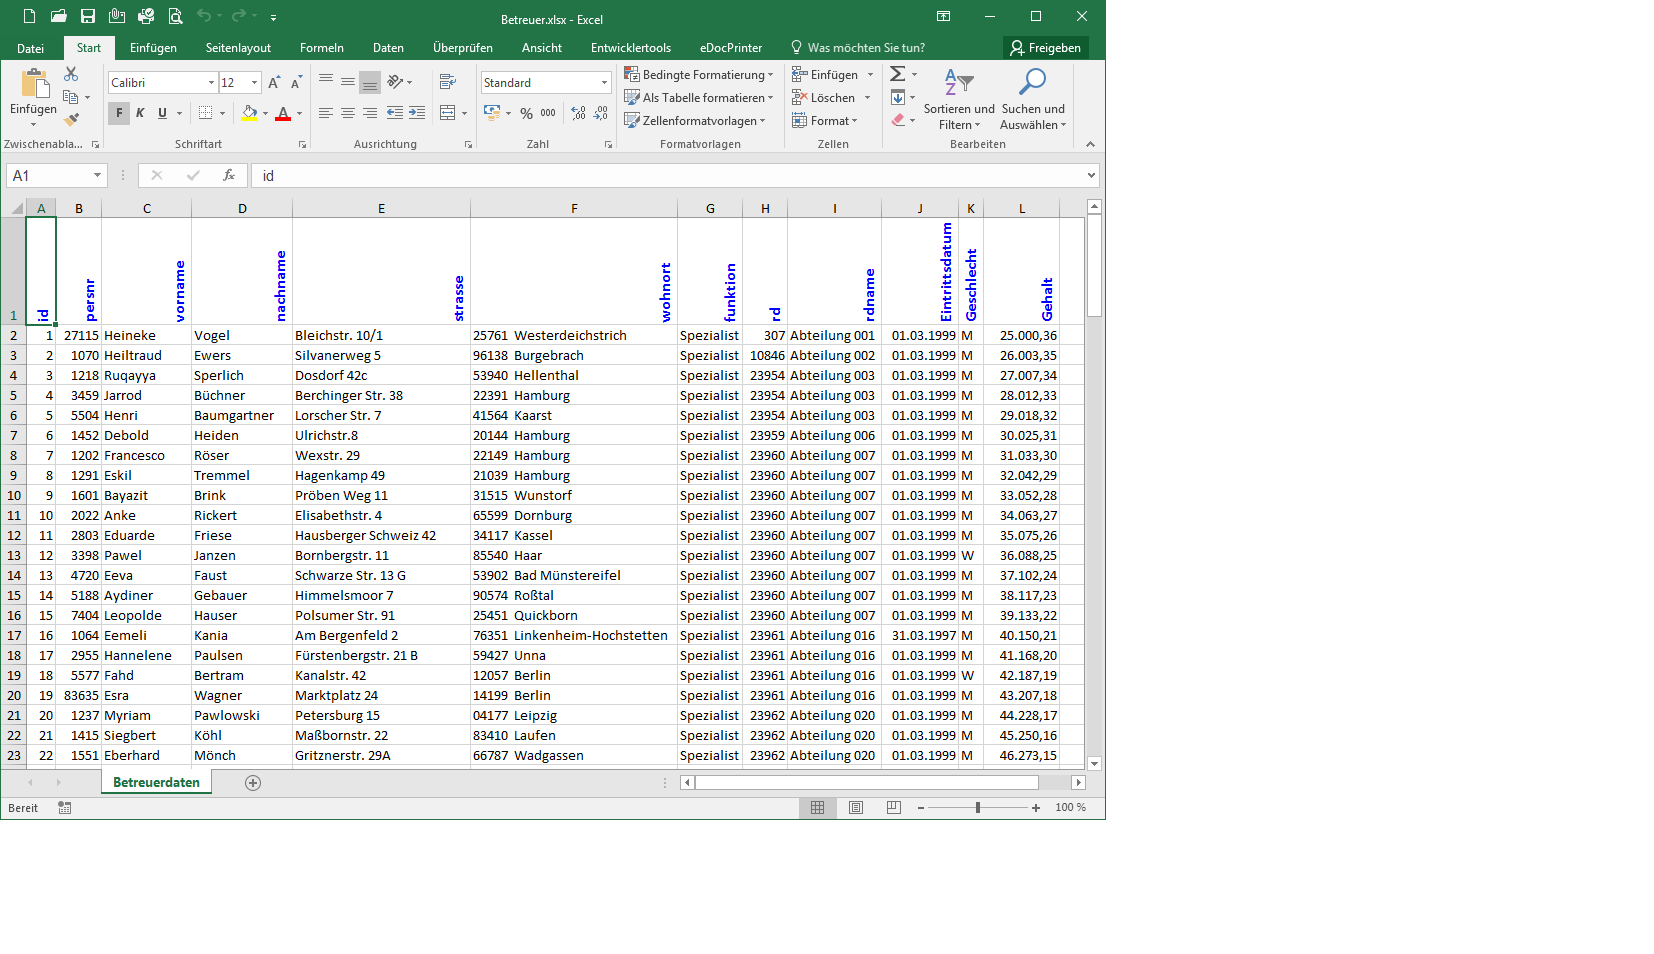 Betreuer.xlsx - Excel
Datei Start Einfügen Seitenlayout Formeln Daten Überprüfen Ansicht Entwicklertools eDocPrinter Was möchten Sie tun? Freigeben
Einfügen
Calibri 12
F K U
Standard
% 000
Bedingte Formatierung
Als Tabelle formatieren
Zellenformatvorlagen
Einfügen
Löschen
Format
Sortieren und Filtern
Suchen und Auswählen
Zwischenabla... Schriftart Ausrichtung Zahl Formatvorlagen Zellen Bearbeiten
A1 fx id
A B C D E F G H I J K L
1 id persnr vorname nachname strasse wohnort funktion rd rdname Eintrittsdatum Geschlecht Gehalt
2 1 27115 Heineke Vogel Bleichstr. 10/1 25761 Westerdeichstrich Spezialist 307 Abteilung 001 01.03.1999 M 25.000,36
3 2 1070 Heiltraud Ewers Silvanerweg 5 96138 Burgebrach Spezialist 10846 Abteilung 002 01.03.1999 M 26.003,35
4 3 1218 Ruqayya Sperlich Dosdorf 42c 53940 Hellenthal Spezialist 23954 Abteilung 003 01.03.1999 M 27.007,34
5 4 3459 Jarrod Büchner Berchinger Str. 38 22391 Hamburg Spezialist 23954 Abteilung 003 01.03.1999 M 28.012,33
6 5 5504 Henri Baumgartner Lorscher Str. 7 41564 Kaarst Spezialist 23954 Abteilung 003 01.03.1999 M 29.018,32
7 6 1452 Debold Heiden Ulrichstr.8 20144 Hamburg Spezialist 23959 Abteilung 006 01.03.1999 M 30.025,31
8 7 1202 Francesco Röser Wexstr. 29 22149 Hamburg Spezialist 23960 Abteilung 007 01.03.1999 M 31.033,30
9 8 1291 Eskil Tremmel Hagenkamp 49 21039 Hamburg Spezialist 23960 Abteilung 007 01.03.1999 M 32.042,29
10 9 1601 Bayazit Brink Pröben Weg 11 31515 Wunstorf Spezialist 23960 Abteilung 007 01.03.1999 M 33.052,28
11 10 2022 Anke Rickert Elisabethstr. 4 65599 Dornburg Spezialist 23960 Abteilung 007 01.03.1999 M 34.063,27
12 11 2803 Eduarde Friese Hausberger Schweiz 42 34117 Kassel Spezialist 23960 Abteilung 007 01.03.1999 M 35.075,26
13 12 3398 Pawel Janzen Bornbergstr. 11 85540 Haar Spezialist 23960 Abteilung 007 01.03.1999 W 36.088,25
14 13 4720 Eeva Faust Schwarze Str. 13 G 53902 Bad Münstereifel Spezialist 23960 Abteilung 007 01.03.1999 M 37.102,24
15 14 5188 Aydiner Gebauer Himmelsmoor 7 90574 Roßtal Spezialist 23960 Abteilung 007 01.03.1999 M 38.117,23
16 15 7404 Leopolde Hauser Polsumer Str. 91 25451 Quickborn Spezialist 23960 Abteilung 007 01.03.1999 M 39.133,22
17 16 1064 Eemeli Kania Am Bergenfeld 2 76351 Linkenheim-Hochstetten Spezialist 23961 Abteilung 016 31.03.1997 M 40.150,21
18 17 2955 Hannelene Paulsen Fürstenbergstr. 21 B 59427 Unna Spezialist 23961 Abteilung 016 01.03.1999 M 41.168,20
19 18 5577 Fahd Bertram Kanalstr. 42 12057 Berlin Spezialist 23961 Abteilung 016 01.03.1999 W 42.187,19
20 19 83635 Esra Wagner Marktplatz 24 14199 Berlin Spezialist 23961 Abteilung 016 01.03.1999 M 43.207,18
21 20 1237 Myriam Pawlowski Petersburg 15 04177 Leipzig Spezialist 23962 Abteilung 020 01.03.1999 M 44.228,17
22 21 1415 Siegbert Köhl Maßbornstr. 22 83410 Laufen Spezialist 23962 Abteilung 020 01.03.1999 M 45.250,16
23 22 1551 Eberhard Mönch Gritznerstr. 29A 66787 Wadgassen Spezialist 23962 Abteilung 020 01.03.1999 M 46.273,15
Betreuerdaten
Bereit 100 %